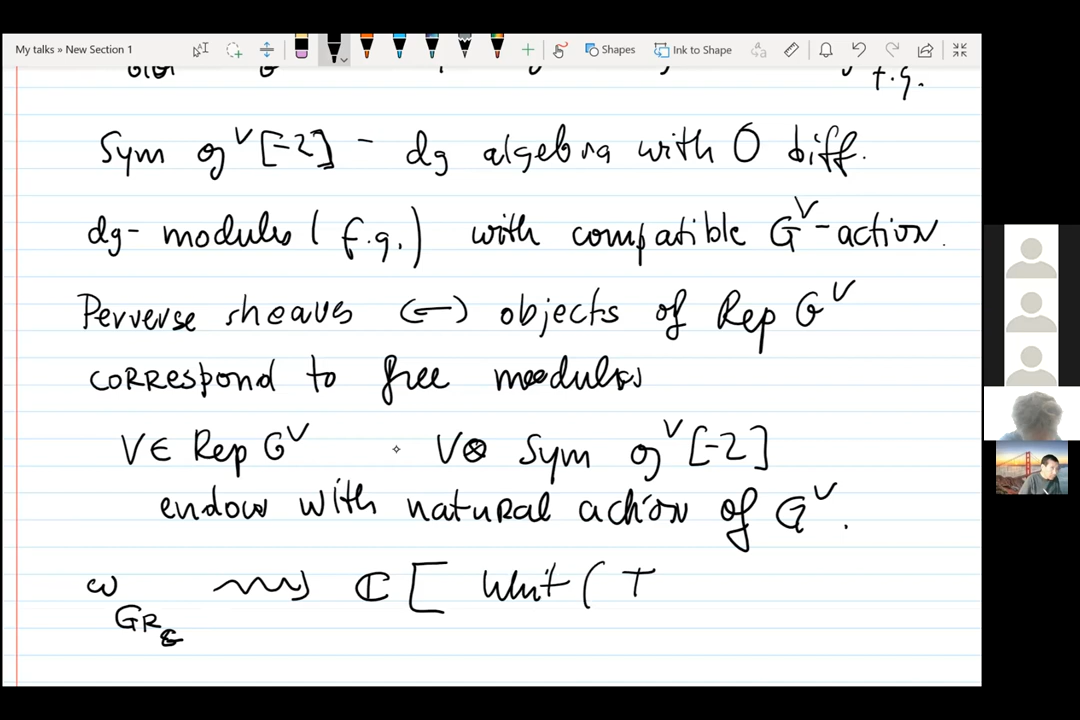 My talks » New Section 1
Shapes
Ink to Shape
f.g.
Sym g^∨[-2] - dg algebra with 0 diff.
dg-modules (f.g.) with compatible G^∨-action.
Perverse sheaves (↔) objects of Rep G^∨
correspond to free modules
V ∈ Rep G^∨ V ⊗ Sym g^∨[-2]
endow with natural action of G^∨.
ω_{GR_G} ⟿ ℂ[Whit(T